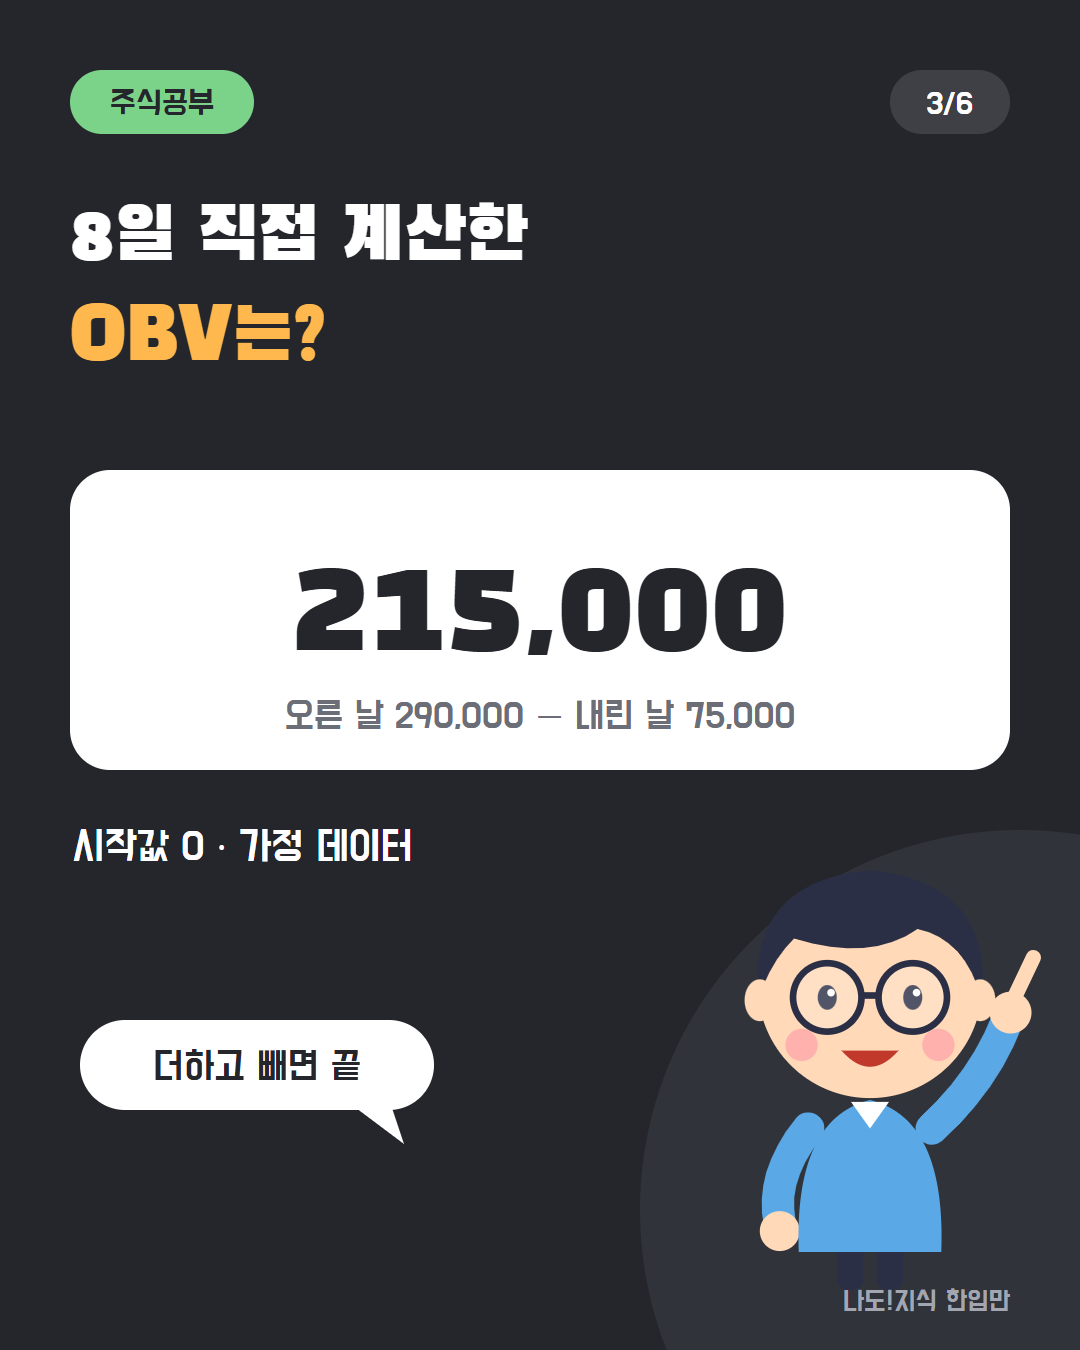 주식공부
3/6
8일 직접 계산한
OBV는?
215,000
오른 날 290,000 — 내린 날 75,000
시작값 0 · 가정 데이터
더하고 빼면 끝
나도!지식 한입만